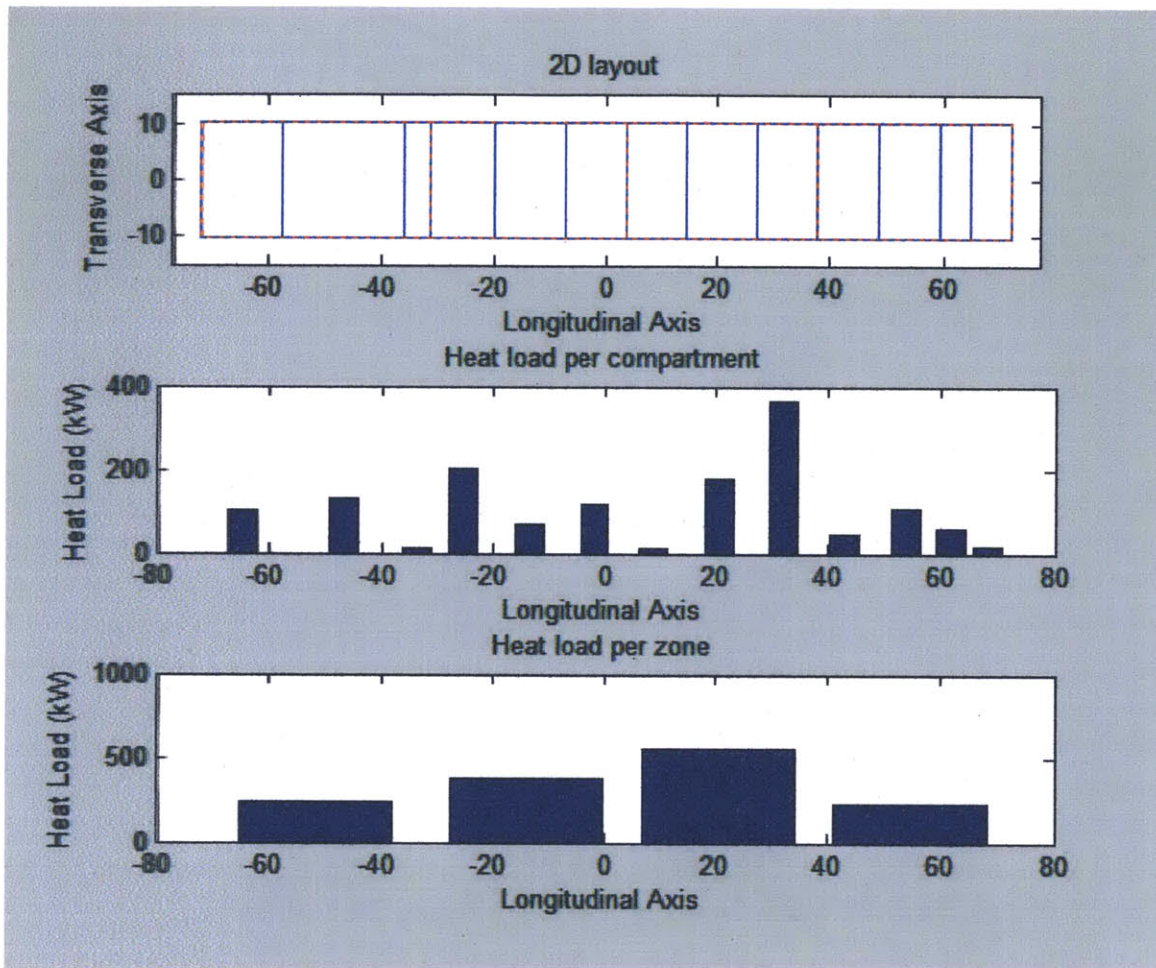 2D layout
Transverse Axis
10
0
-10
-60 -40 -20 0 20 40 60
Longitudinal Axis
Heat load per compartment
Heat Load (kW)
400
200
0
-80 -60 -40 -20 0 20 40 60 80
Longitudinal Axis
Heat load per zone
Heat Load (kW)
1000
500
0
-80 -60 -40 -20 0 20 40 60 80
Longitudinal Axis